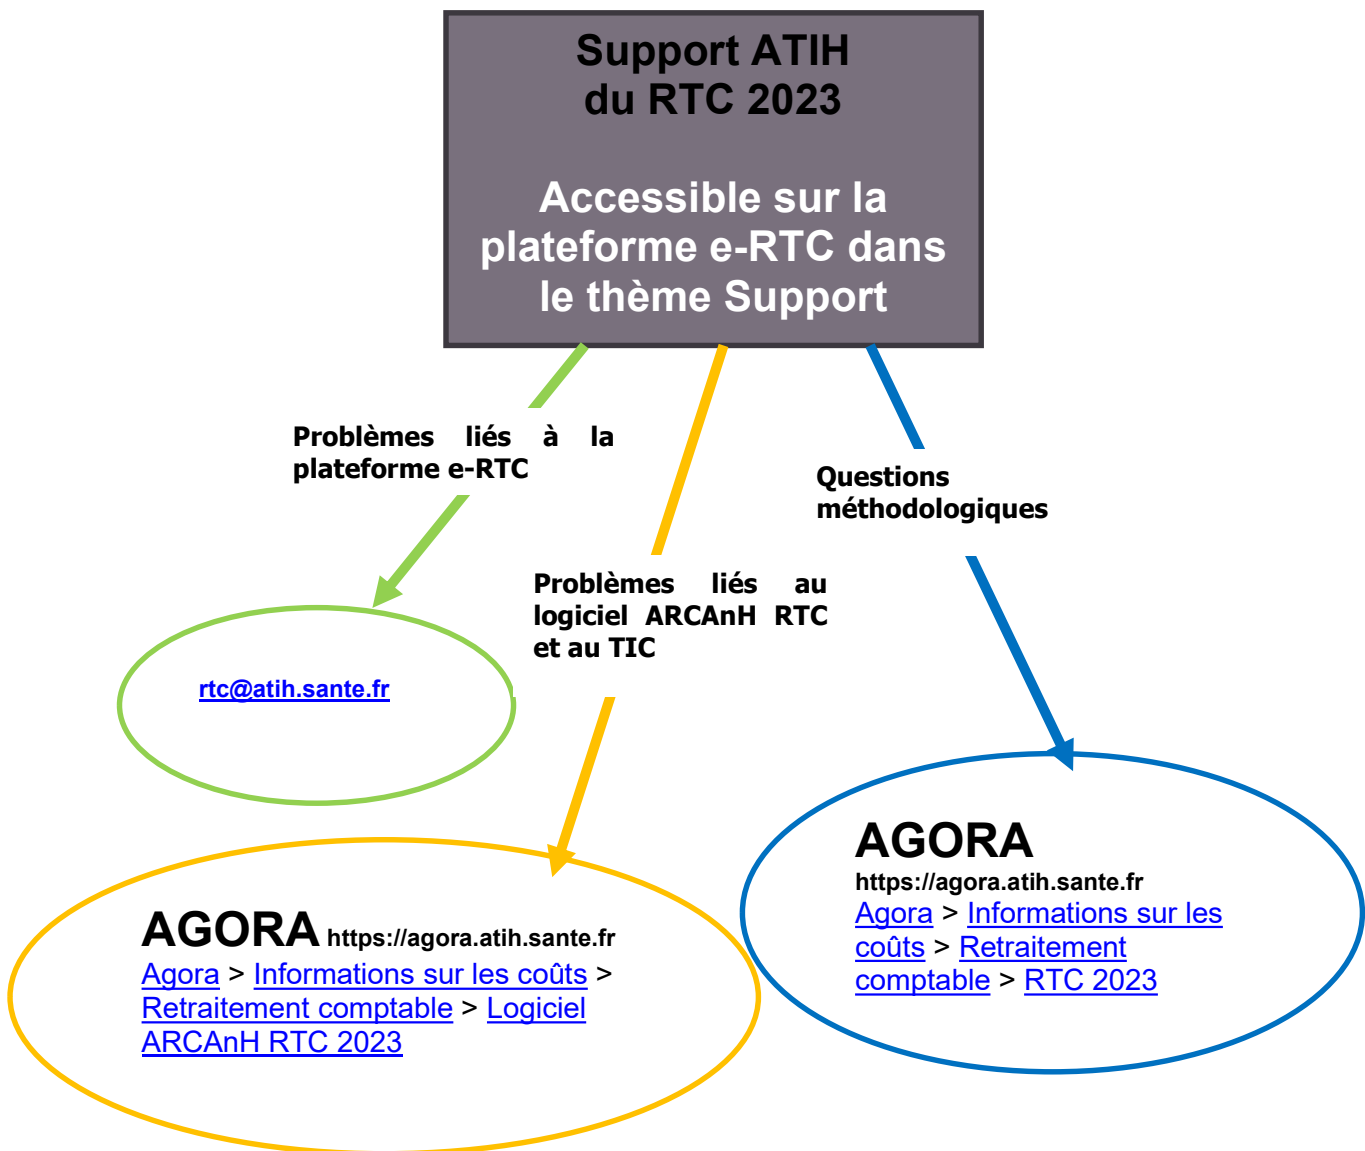 Support ATIH
du RTC 2023
Accessible sur la
plateforme e-RTC dans
le thème Support
Problèmes liés à la
plateforme e-RTC
Questions
méthodologiques
Problèmes liés au
logiciel ARCAnH RTC
et au TIC
rtc@atih.sante.fr
AGORA
https://agora.atih.sante.fr
Agora > Informations sur les
coûts > Retraitement
comptable > RTC 2023
AGORA https://agora.atih.sante.fr
Agora > Informations sur les coûts >
Retraitement comptable > Logiciel
ARCAnH RTC 2023